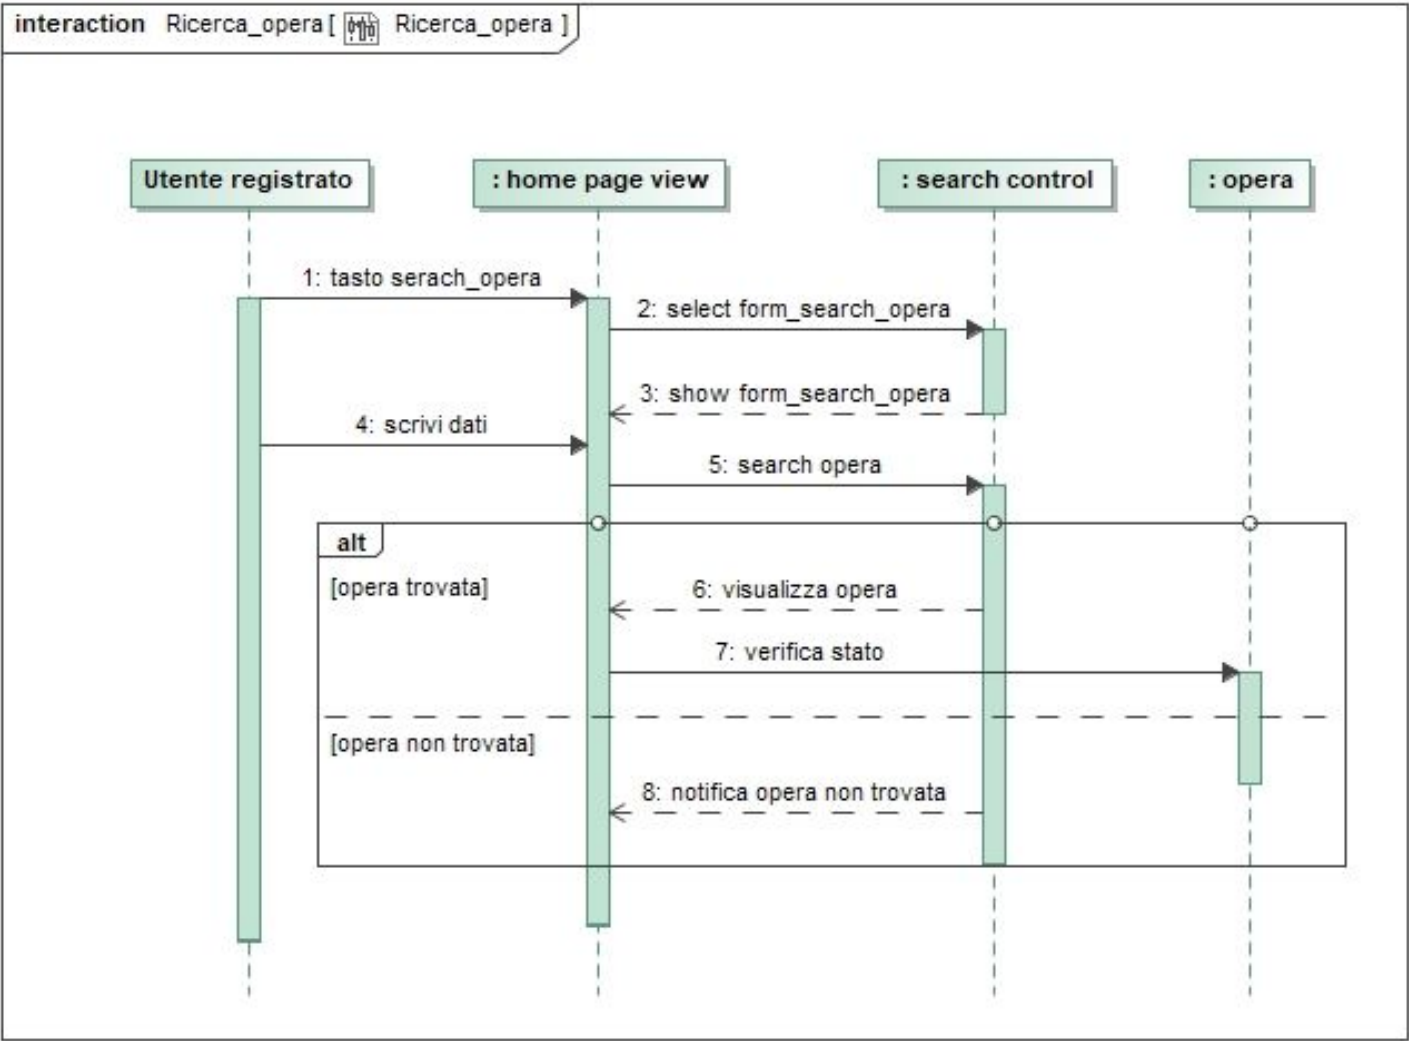 interaction Ricerca_opera [ Ricerca_opera ]
Utente registrato
: home page view
: search control
: opera
1: tasto serach_opera
2: select form_search_opera
3: show form_search_opera
4: scrivi dati
5: search opera
alt
[opera trovata]
6: visualizza opera
7: verifica stato
[opera non trovata]
8: notifica opera non trovata